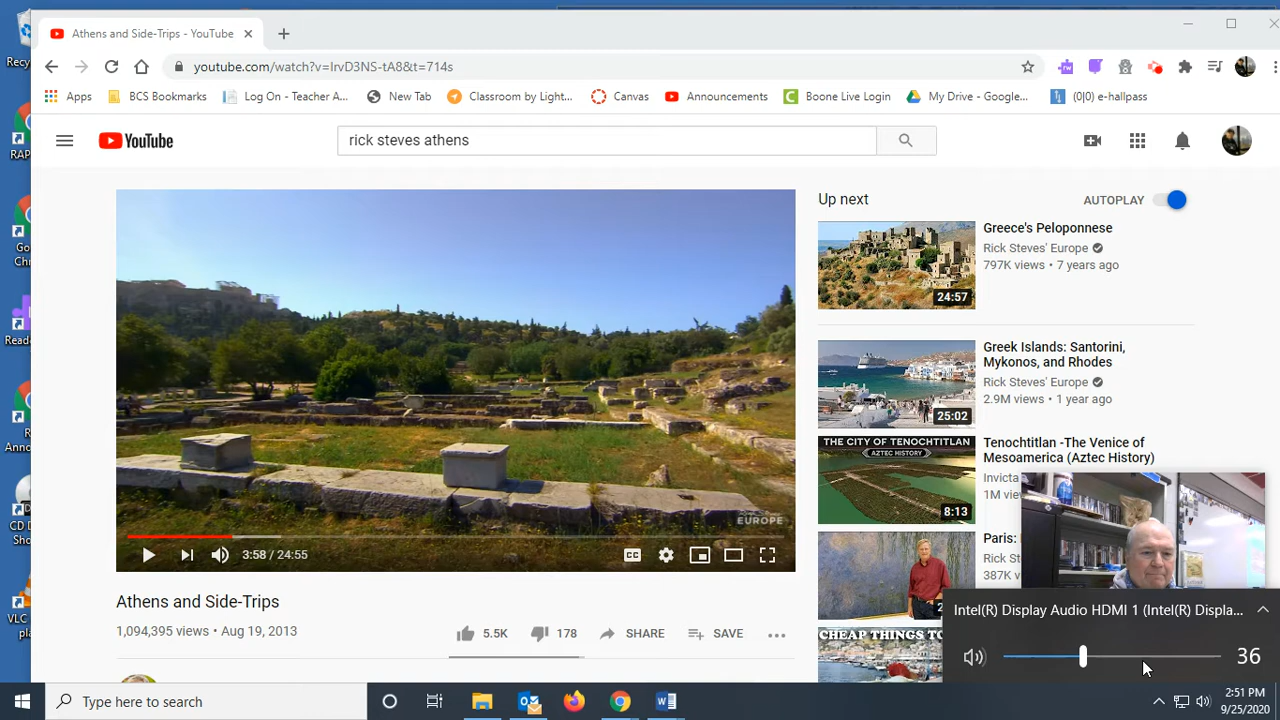 Athens and Side-Trips - YouTube
youtube.com/watch?v=IrvD3NS-tA8&t=714s
Apps
BCS Bookmarks
Log On - Teacher A...
New Tab
Classroom by Light...
Canvas
Announcements
Boone Live Login
My Drive - Google...
(0|0) e-hallpass
YouTube
rick steves athens
EUROPE
3:58 / 24:55
Athens and Side-Trips
1,094,395 views • Aug 19, 2013
5.5K
178
SHARE
SAVE
Up next
AUTOPLAY
Greece's Peloponnese
Rick Steves' Europe
797K views • 7 years ago
24:57
Greek Islands: Santorini,
Mykonos, and Rhodes
Rick Steves' Europe
2.9M views • 1 year ago
25:02
THE CITY OF TENOCHTITLAN
AZTEC HISTORY
Tenochtitlan -The Venice of
Mesoamerica (Aztec History)
Invicta
1M
8:13
Paris:
Rick
387K
CHEAP THINGS
Intel(R) Display Audio HDMI 1 (Intel(R) Displa...
36
Type here to search
2:51 PM
9/25/2020